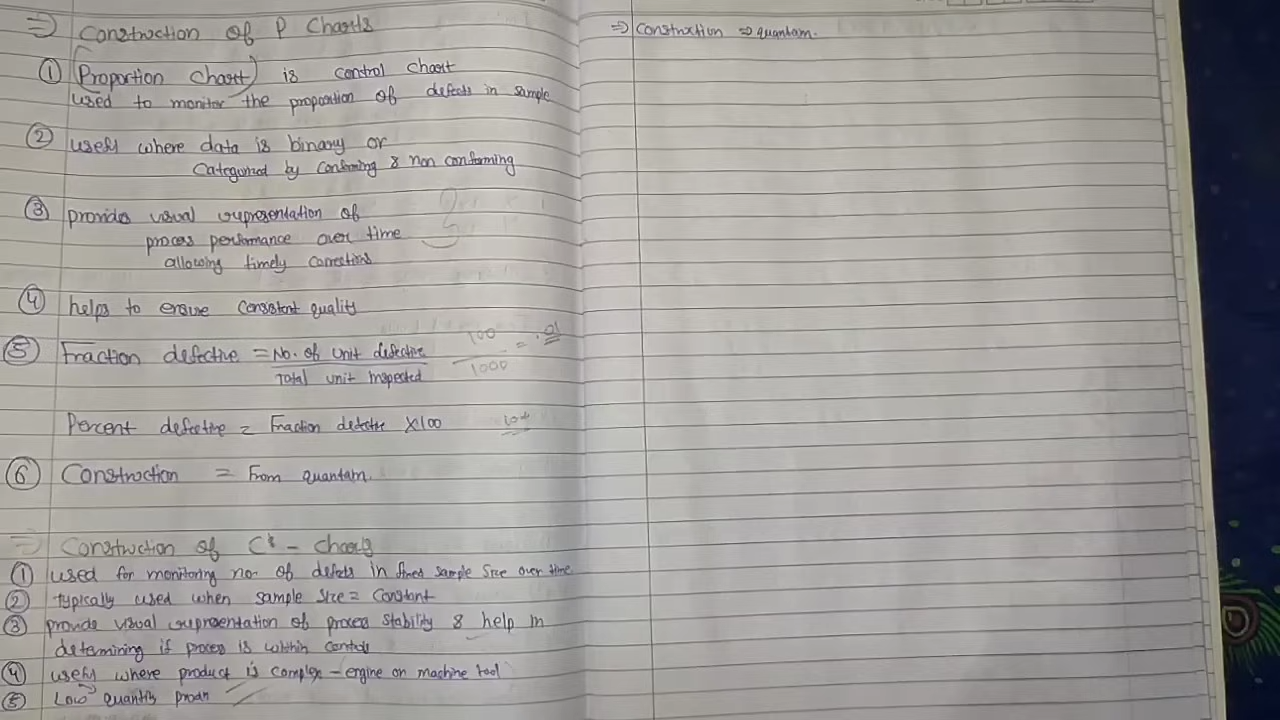 ⇒ Construction of P Charts
① (Proportion Chart) is control chart
used to monitor the proportion of defects in sample
② usefy where data is binary or
Categorized by conforming & non conforming
③ provides visual representation of
process performance over time
allowing timely corrections
④ helps to ensure consistent quality
⑤ Fraction defective = No. of unit defective
Total unit inspected
100
1000
= .01
Percent defective = Fraction defective X100
⑥ Construction = From quantam.
⇒ Construction of C - Charts
① used for monitoring no. of defects in fixed sample size over time
② typically used when sample size = Constant
③ provide visual representation of process stability & help in
determining if process is within controls
④ usefy where product is complex - engine or machine tool
⑤ Low quantity prodn
⇒ Construction ⇒ quantam.